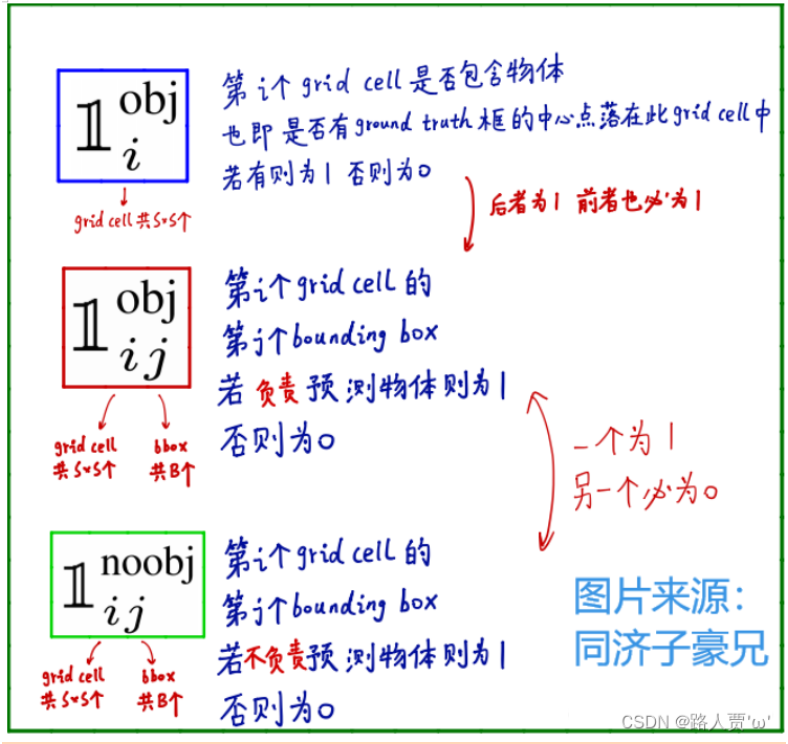 𝟙 obj i
第i个grid cell是否包含物体
也即是否有ground truth框的中心点落在此grid cell中
若有则为1 否则为0
grid cell共S×S个
后者为1 前者也必为1
𝟙 obj ij
第i个grid cell的
第j个bounding box
若负责预测物体则为1
否则为0
grid cell
共S×S个
bbox
共B个
一个为1
另一个必为0
𝟙 noobj ij
第i个grid cell的
第j个bounding box
若不负责预测物体则为1
否则为0
grid cell
共S×S个
bbox
共B个
图片来源:
同济子豪兄
CSDN @路人贾'ω'